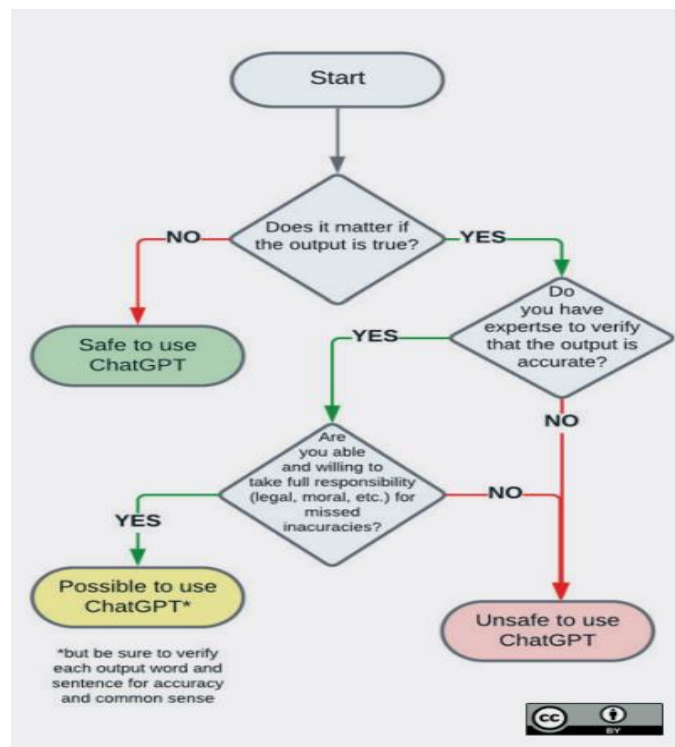 Start
Does it matter if
the output is true?
NO
YES
Safe to use
ChatGPT
Do
you have
expertse to verify
that the output is
accurate?
YES
NO
Are
you able
and willing to
take full responsibility
(legal, moral, etc.) for
missed
inacuracies?
YES
NO
Possible to use
ChatGPT*
*but be sure to verify
each output word and
sentence for accuracy
and common sense
Unsafe to use
ChatGPT
cc
BY